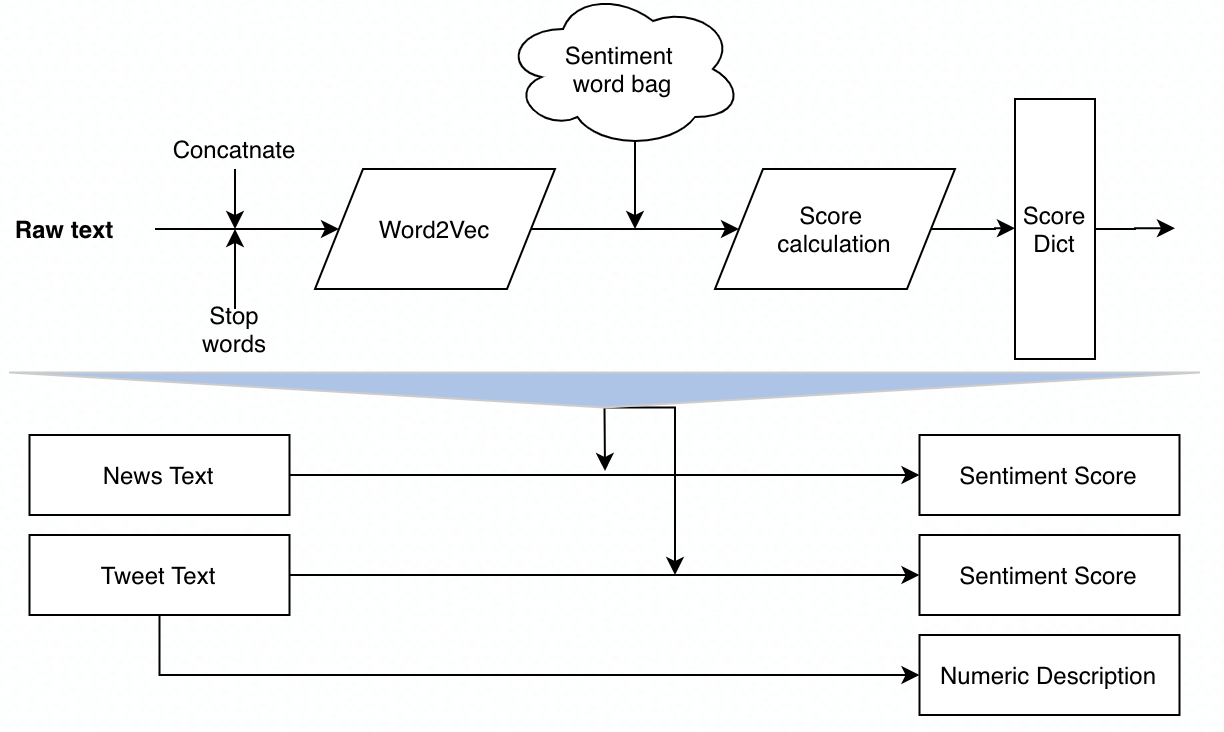 Sentiment
word bag
Concatnate
Raw text
Word2Vec
Score
calculation
Score
Dict
Stop
words
News Text
Sentiment Score
Tweet Text
Sentiment Score
Numeric Description